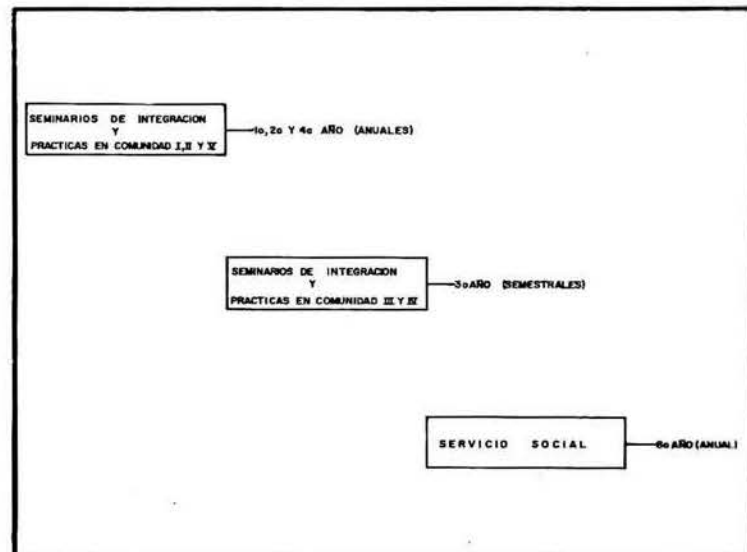 SEMINARIOS DE INTEGRACION
Y
PRACTICAS EN COMUNIDAD I, II Y V
1o, 2o Y 4o AÑO (ANUALES)
SEMINARIOS DE INTEGRACION
Y
PRACTICAS EN COMUNIDAD III Y IV
3o AÑO (SEMESTRALES)
SERVICIO SOCIAL
AÑO (ANUAL)